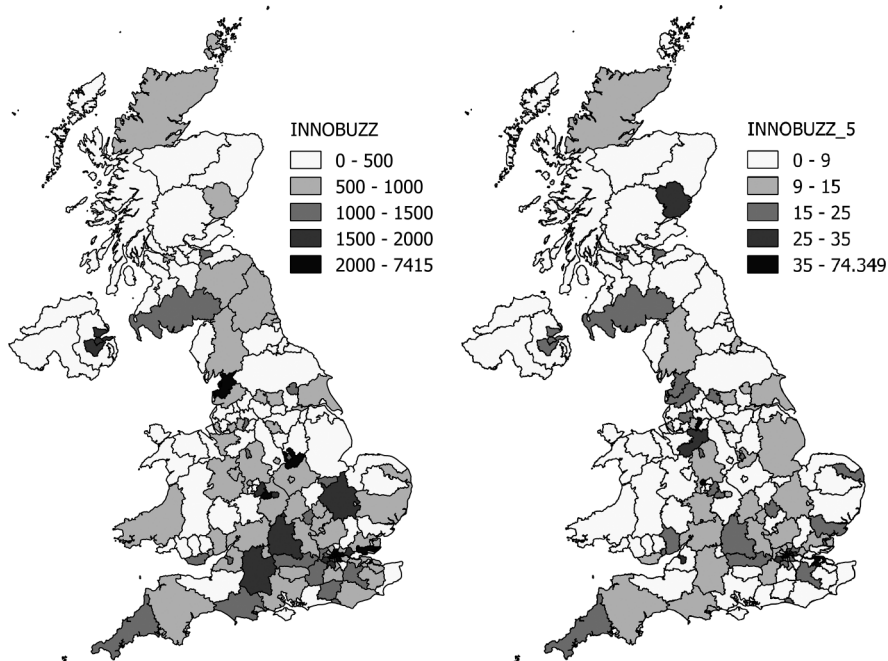 INNOBUZZ
0 - 500
500 - 1000
1000 - 1500
1500 - 2000
2000 - 7415
INNOBUZZ_5
0 - 9
9 - 15
15 - 25
25 - 35
35 - 74.349